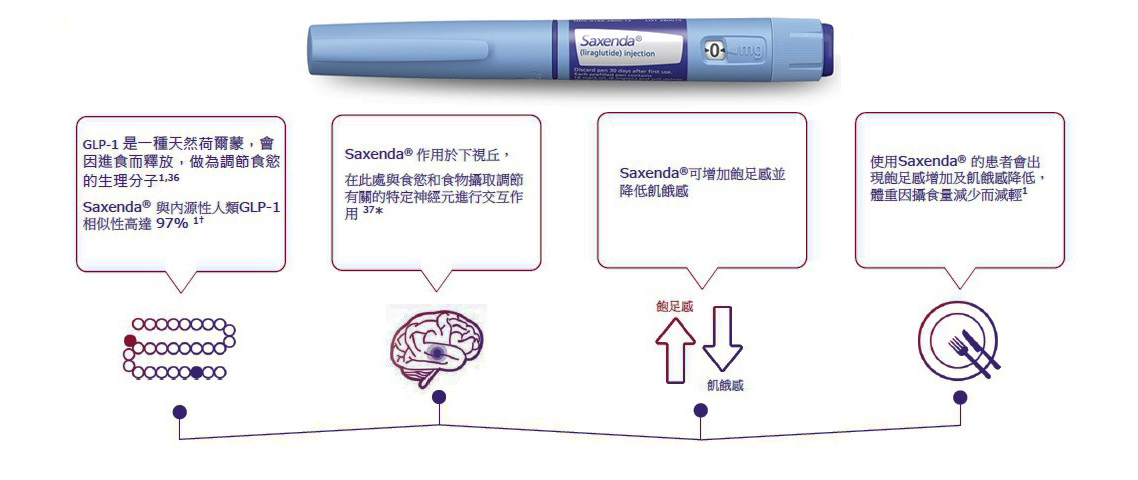 Saxenda®
(liraglutide) injection
Discard pen 30 days after first use.
Each prefilled pen contains
0
mg
GLP-1 是一種天然荷爾蒙，會
因進食而釋放，做為調節食慾
的生理分子1,36
Saxenda® 與內源性人類GLP-1
相似性高達 97% 1†
Saxenda® 作用於下視丘，
在此處與食慾和食物攝取調節
有關的特定神經元進行交互作
用 37*
Saxenda®可增加飽足感並
降低飢餓感
使用Saxenda® 的患者會出
現飽足感增加及飢餓感降低，
體重因攝食量減少而減輕1
飽足感
飢餓感